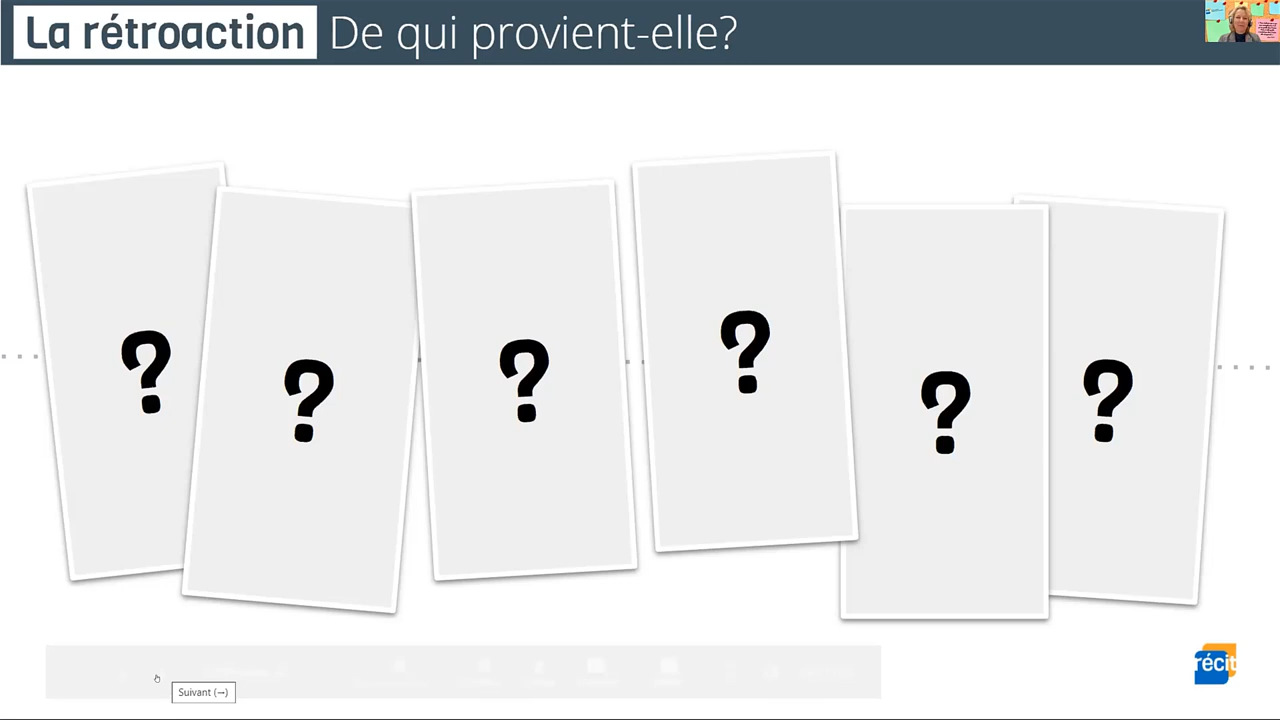 La rétroaction De qui provient-elle?
? ? ? ? ? ?
récit
Suivant (→)